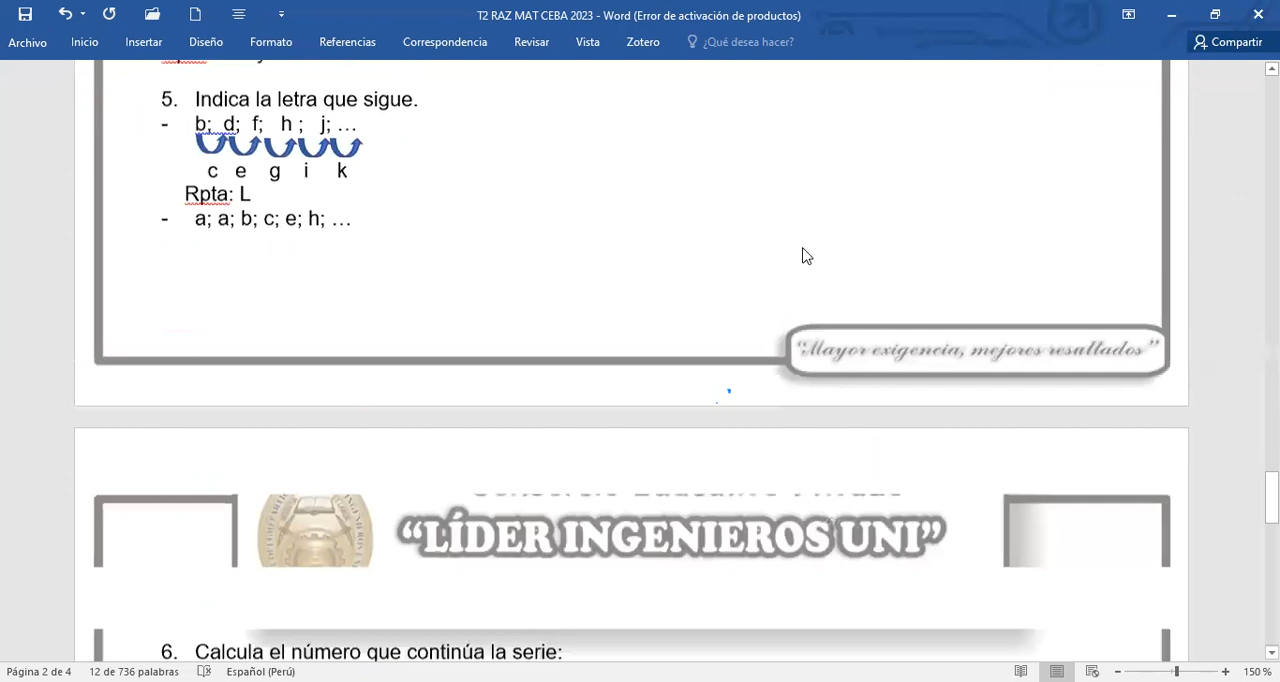 T2 RAZ MAT CEBA 2023 - Word (Error de activación de productos)
Archivo Inicio Insertar Diseño Formato Referencias Correspondencia Revisar Vista Zotero ¿Qué desea hacer? Compartir
5. Indica la letra que sigue.
- b; d; f; h ; j; …
c e g i k
Rpta: L
- a; a; b; c; e; h; …
“Mayor exigencia, mejores resultados”
“LÍDER INGENIEROS UNI”
6. Calcula el número que continúa la serie:
Página 2 de 4 12 de 736 palabras Español (Perú) 150 %